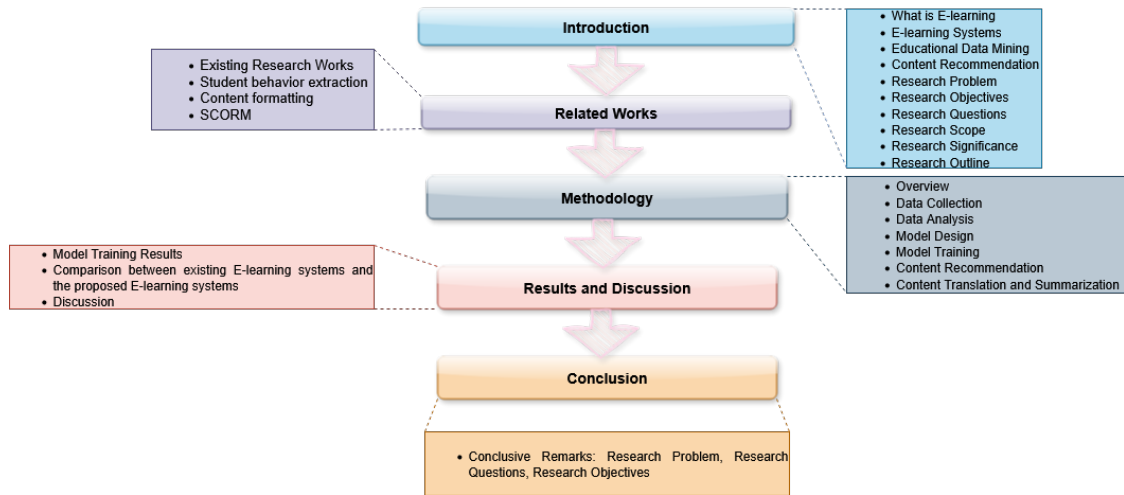 Introduction
What is E-learning
E-learning Systems
Educational Data Mining
Content Recommendation
Research Problem
Research Objectives
Research Questions
Research Scope
Research Significance
Research Outline
Existing Research Works
Student behavior extraction
Content formatting
SCORM
Related Works
Methodology
Overview
Data Collection
Data Analysis
Model Design
Model Training
Content Recommendation
Content Translation and Summarization
Model Training Results
Comparison between existing E-learning systems and
the proposed E-learning systems
Discussion
Results and Discussion
Conclusion
Conclusive Remarks: Research Problem, Research
Questions, Research Objectives